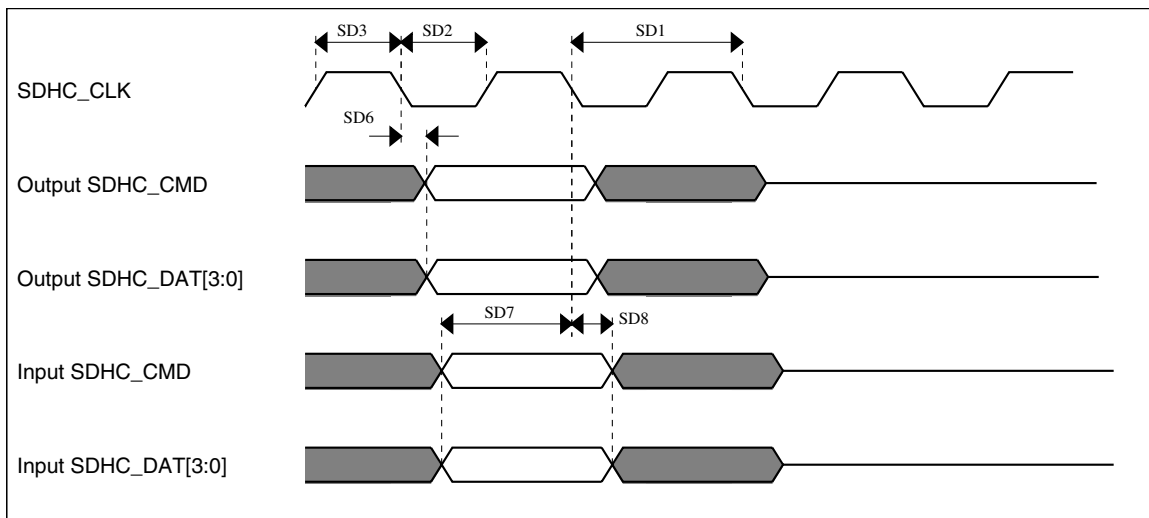 SD3 SD2 SD1
SDHC_CLK
SD6
Output SDHC_CMD
Output SDHC_DAT[3:0]
SD7 SD8
Input SDHC_CMD
Input SDHC_DAT[3:0]